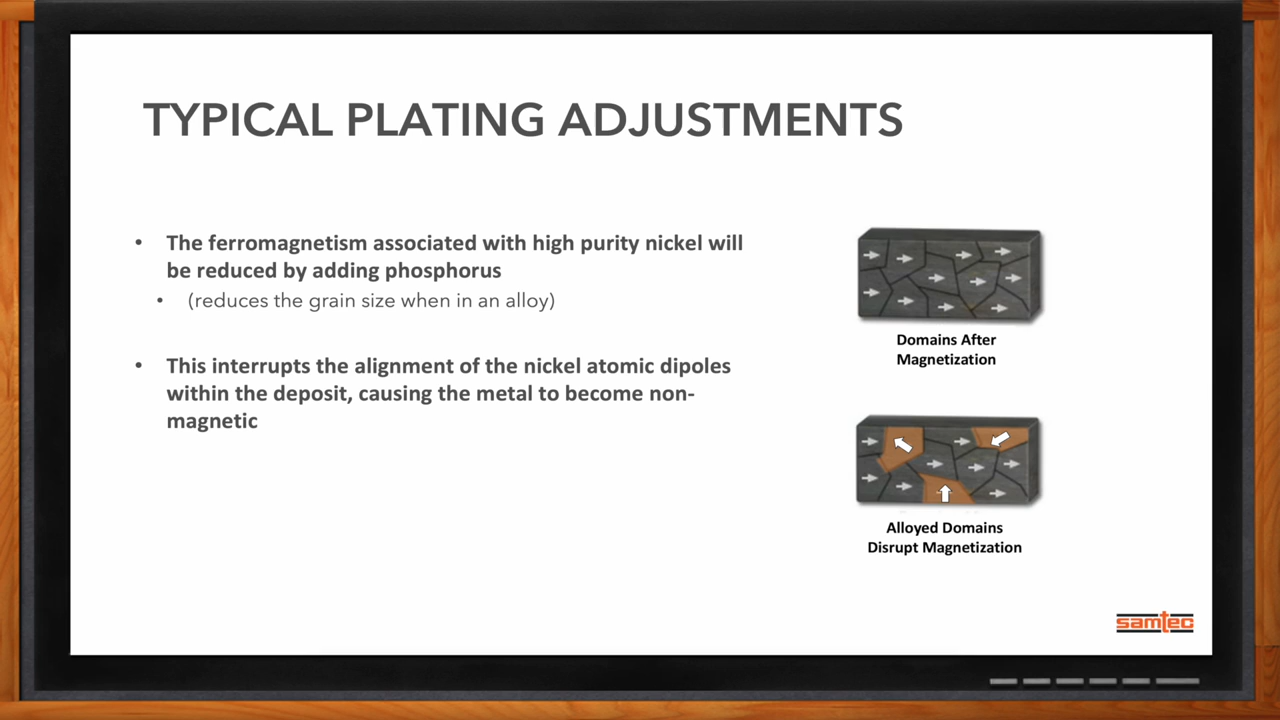 TYPICAL PLATING ADJUSTMENTS
• The ferromagnetism associated with high purity nickel will
be reduced by adding phosphorus
• (reduces the grain size when in an alloy)
• This interrupts the alignment of the nickel atomic dipoles
within the deposit, causing the metal to become non-
magnetic
Domains After
Magnetization
Alloyed Domains
Disrupt Magnetization
samtec